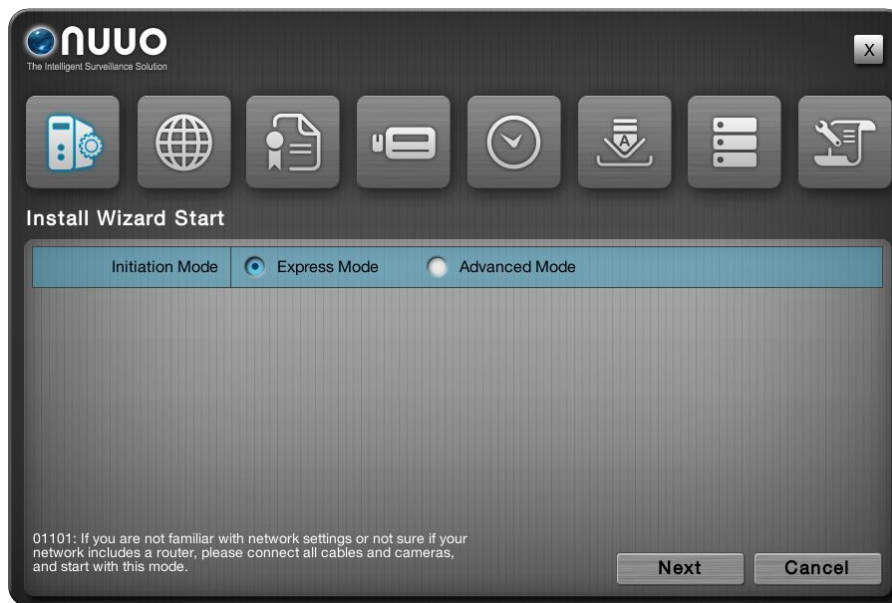 nuuo
The Intelligent Surveillance Solution
X
A
Install Wizard Start
Initiation Mode Express Mode Advanced Mode
01101: If you are not familiar with network settings or not sure if your
network includes a router, please connect all cables and cameras,
and start with this mode.
Next Cancel